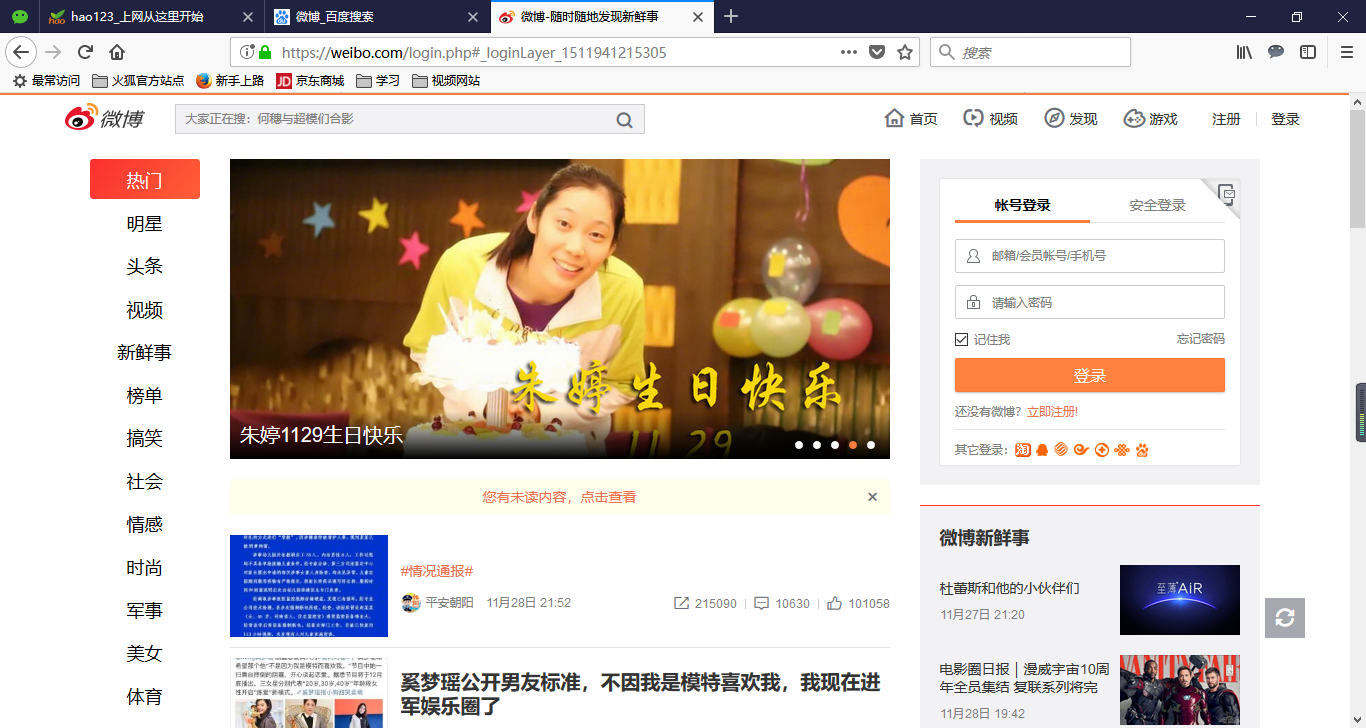 hao123_上网从这里开始
微博_百度搜索
微博-随时随地发现新鲜事
https://weibo.com/login.php#_loginLayer_1511941215305
搜索
最常访问
火狐官方站点
新手上路
JD 京东商城
学习
视频网站
微博
大家正在搜：何穗与超模们合影
首页
视频
发现
游戏
注册
登录
热门
明星
头条
视频
新鲜事
榜单
搞笑
社会
情感
时尚
军事
美女
体育
朱婷生日快乐
11.29
朱婷1129生日快乐
帐号登录
安全登录
邮箱/会员帐号/手机号
请输入密码
记住我
忘记密码
登录
还没有微博？立即注册!
其它登录：
淘
您有未读内容，点击查看
#情况通报#
平安朝阳 11月28日 21:52
215090
10630
101058
奚梦瑶公开男友标准，不因我是模特喜欢我，我现在进
军娱乐圈了
微博新鲜事
杜蕾斯和他的小伙伴们
11月27日 21:20
至薄 AiR
电影圈日报｜漫威宇宙10周
年全员集结 复联系列将完
11月28日 19:42